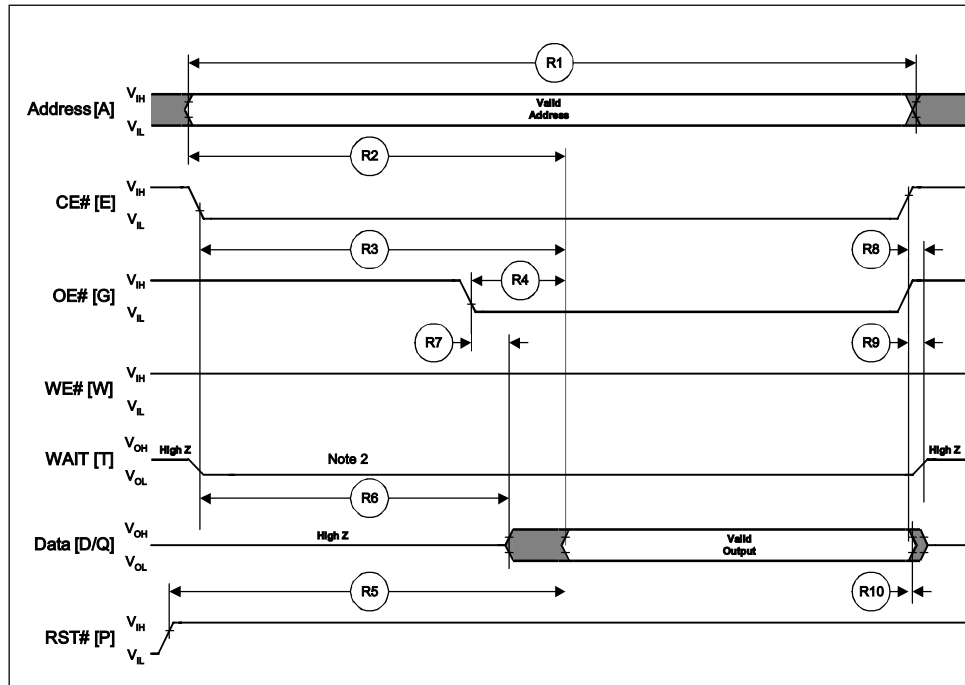 R1
Address [A]
VIH
VIL
Valid
Address
R2
CE# [E]
VIH
VIL
R3
R8
OE# [G]
VIH
VIL
R4
R7
R9
WE# [W]
VIH
VIL
WAIT [T]
VOH
VOL
High Z
Note 2
High Z
R6
Data [D/Q]
VOH
VOL
High Z
Valid
Output
R5
R10
RST# [P]
VIH
VIL